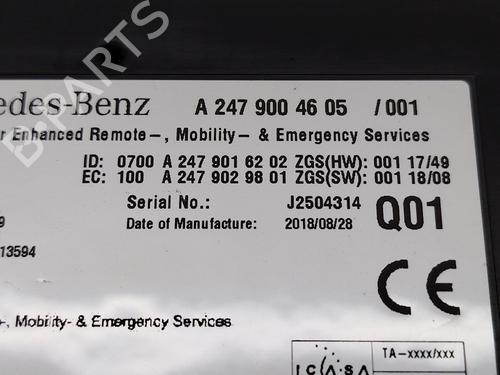 edes-Benz A 247 900 46 05 /001
r Enhanced Remote-, Mobility- & Emergency Services
ID: 0700 A 247 901 62 02 ZGS(HW): 001 17/49
EC: 100 A 247 902 98 01 ZGS(SW): 001 18/08
Serial No.: J2504314 Q01
9 Date of Manufacture: 2018/08/28
13594
CE
-, Mobility- & Emergency Services
ICASA TA-xxxx/xxx
B PARTS